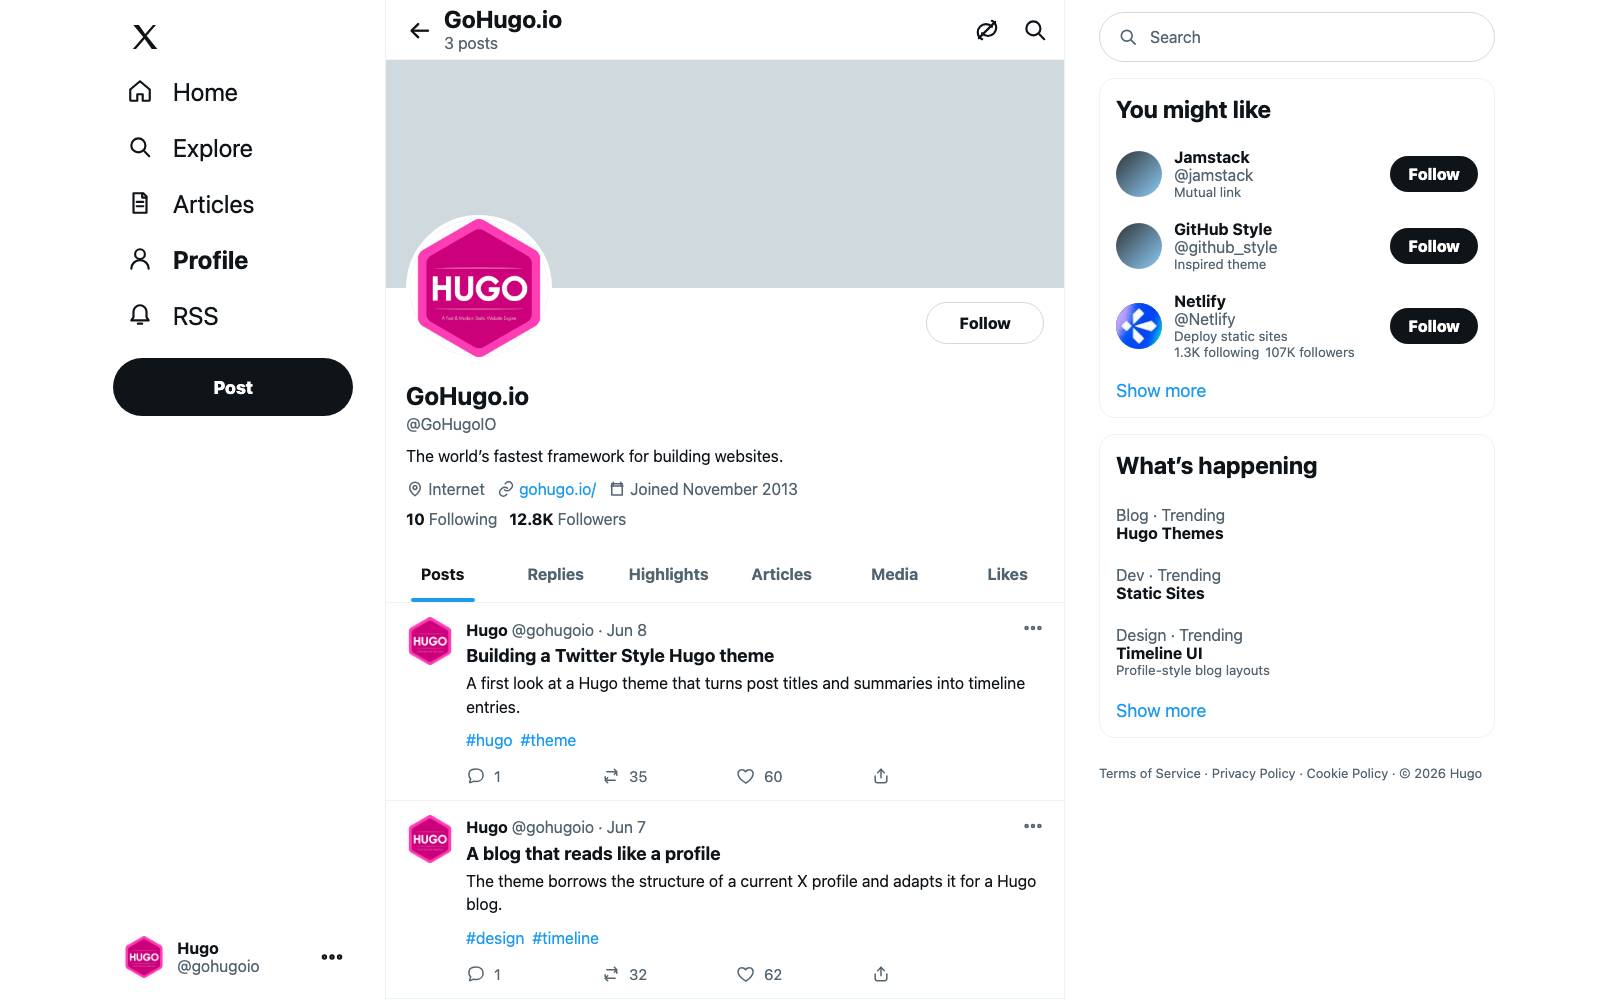 Home
Explore
Articles
Profile
RSS
Post
Hugo
@gohugoio
GoHugo.io
3 posts
HUGO
A Fast & Modern Static Website Engine
Follow
GoHugo.io
@GoHugoIO
The world's fastest framework for building websites.
Internet gohugo.io/ Joined November 2013
10 Following 12.8K Followers
Posts Replies Highlights Articles Media Likes
HUGO
Hugo @gohugoio · Jun 8
Building a Twitter Style Hugo theme
A first look at a Hugo theme that turns post titles and summaries into timeline
entries.
#hugo #theme
1 35 60
HUGO
Hugo @gohugoio · Jun 7
A blog that reads like a profile
The theme borrows the structure of a current X profile and adapts it for a Hugo
blog.
#design #timeline
1 32 62
HUGO
Search
You might like
Jamstack
@jamstack
Mutual link
Follow
GitHub Style
@github_style
Inspired theme
Follow
Netlify
@Netlify
Deploy static sites
1.3K following 107K followers
Follow
Show more
What's happening
Blog · Trending
Hugo Themes
Dev · Trending
Static Sites
Design · Trending
Timeline UI
Profile-style blog layouts
Show more
Terms of Service · Privacy Policy · Cookie Policy · © 2026 Hugo